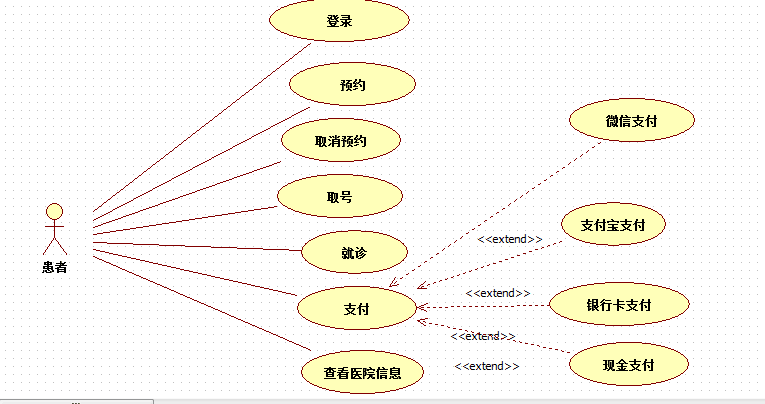 登录
预约
微信支付
取消预约
取号
支付宝支付
<<extend>>
就诊
患者
<<extend>>
银行卡支付
支付
<<extend>>
现金支付
<<extend>>
查看医院信息